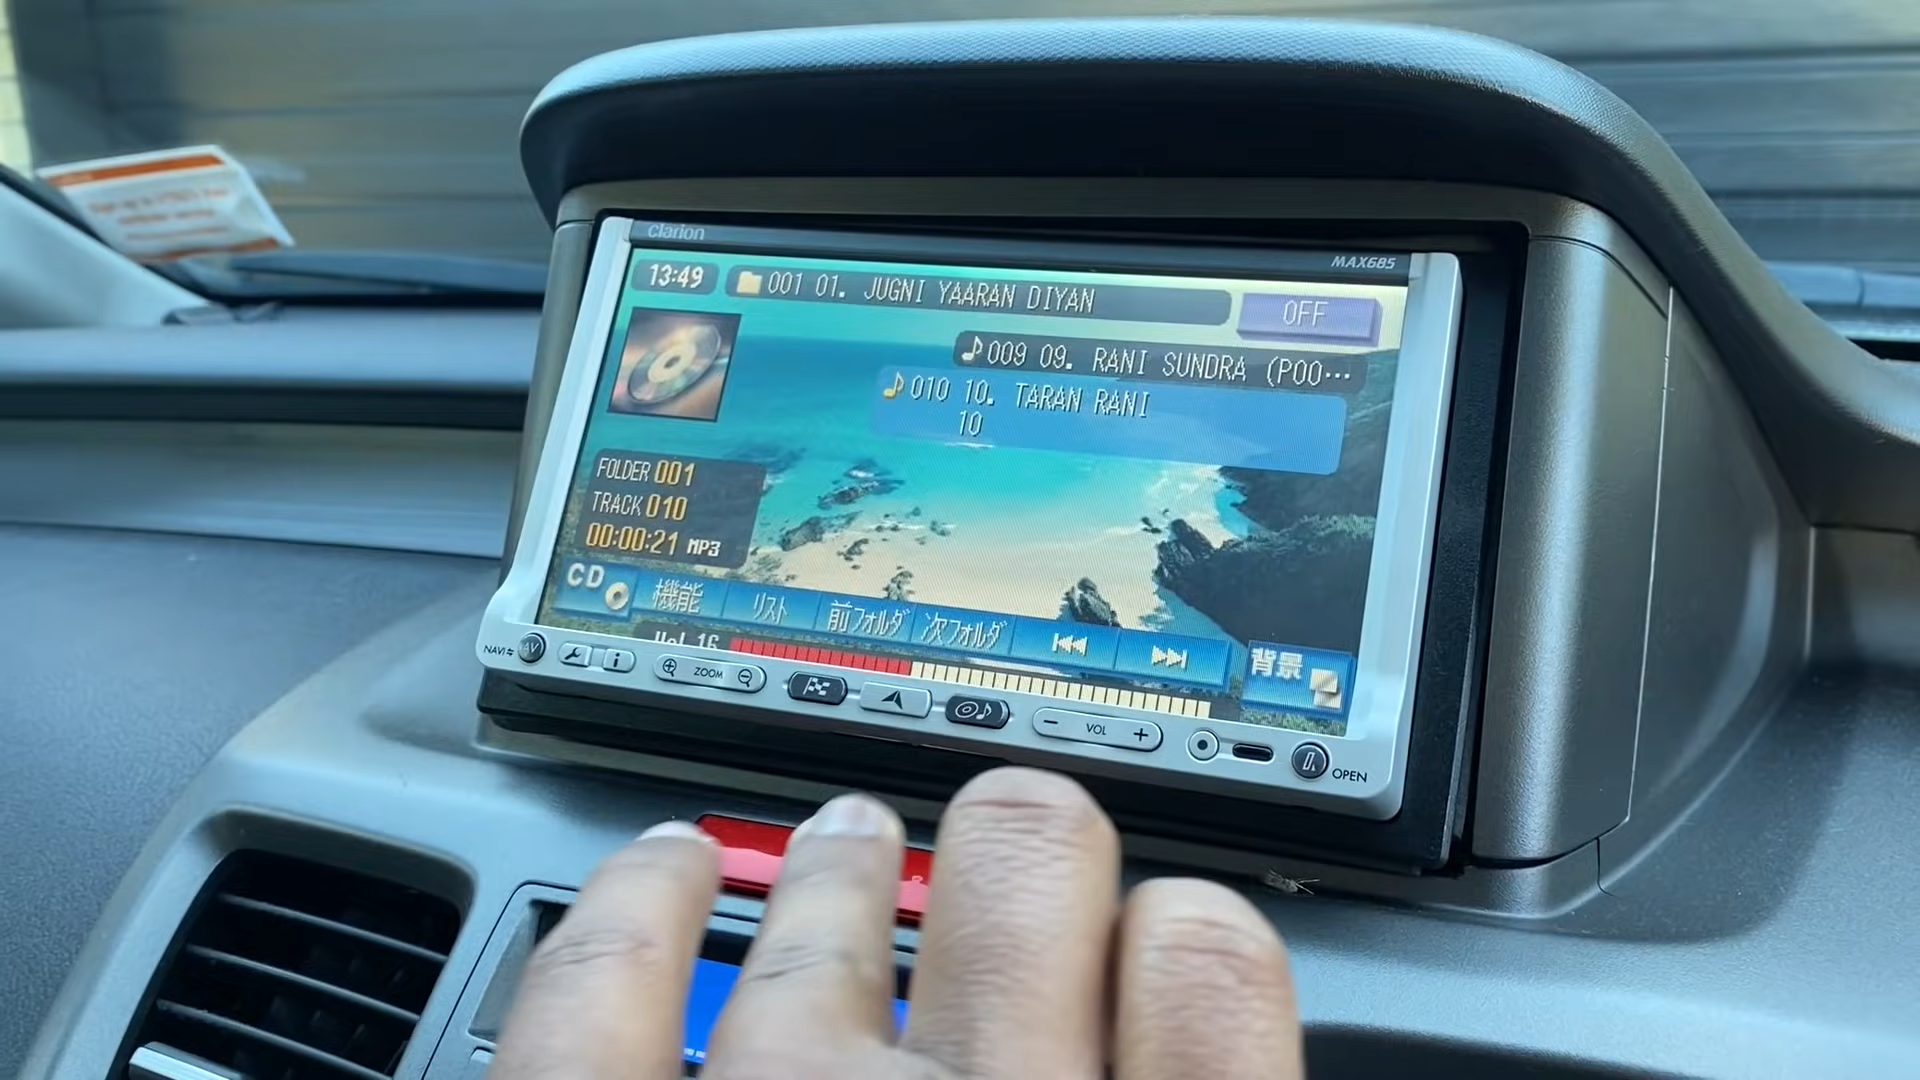 clarion
MAX685
13:49
001 01. JUGNI YAARAN DIYAN
OFF
009 09. RANI SUNDRA (POO…
010 10. TARAN RANI
10
FOLDER 001
TRACK 010
00:00:21 MP3
CD
機能
リスト
前フォルダ
次フォルダ
背景
Vol 16
NAVI
AV
ZOOM
VOL
OPEN